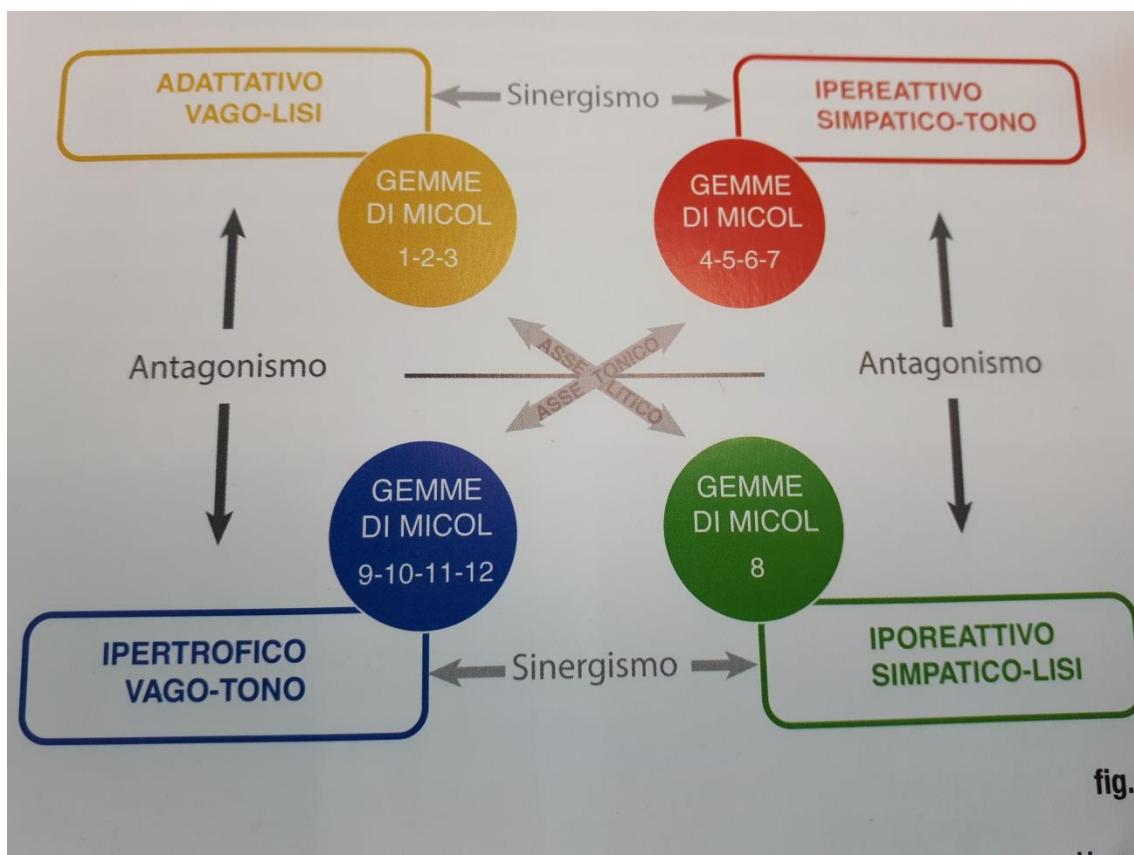 ADATTATIVO
VAGO-LISI
Sinergismo
IPEREATTIVO
SIMPATICO-TONO
GEMME
DI MICOL
1-2-3
GEMME
DI MICOL
4-5-6-7
Antagonismo
ASSE TONICO
ASSE LITICO
Antagonismo
GEMME
DI MICOL
9-10-11-12
GEMME
DI MICOL
8
IPERTROFICO
VAGO-TONO
Sinergismo
IPOREATTIVO
SIMPATICO-LISI
fig.